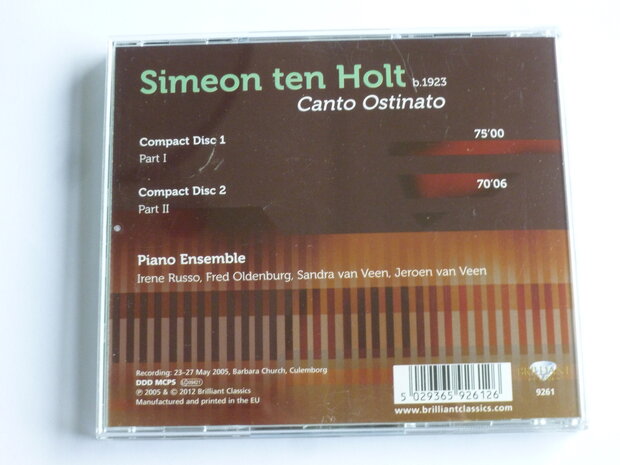 Simeon ten Holt b.1923
Canto Ostinato
Compact Disc 1 75'00
Part I
Compact Disc 2 70'06
Part II
Piano Ensemble
Irene Russo, Fred Oldenburg, Sandra van Veen, Jeroen van Veen
Recording: 23–27 May 2005, Barbara Church, Culemborg
DDD MCPS
℗ 2005 & © 2012 Brilliant Classics
Manufactured and printed in the EU
5 029365 926126
www.brilliantclassics.com
9261